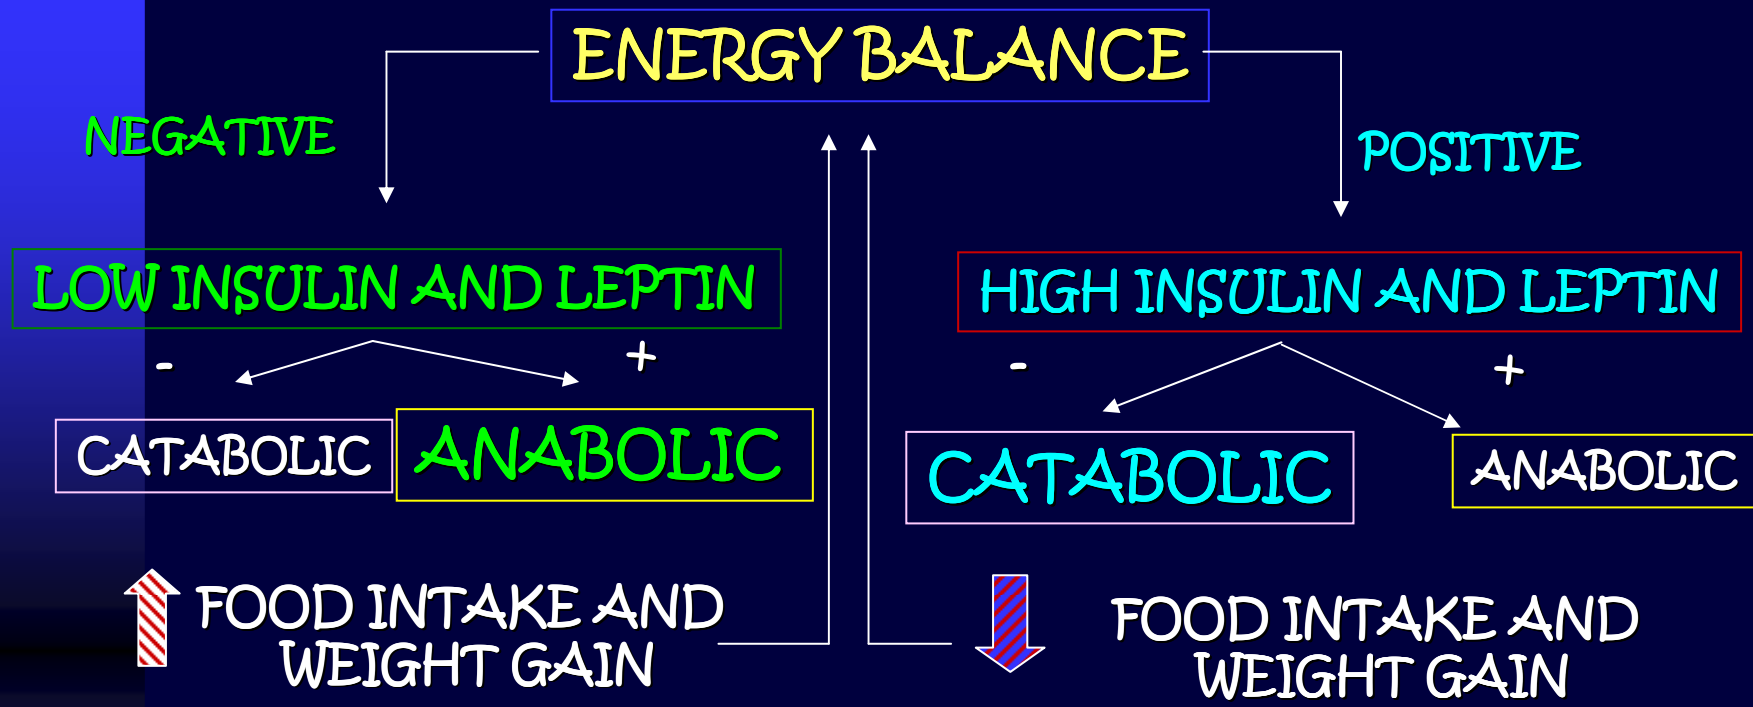 ENERGY BALANCE
NEGATIVE
POSITIVE
LOW INSULIN AND LEPTIN
HIGH INSULIN AND LEPTIN
- +
- +
CATABOLIC
ANABOLIC
CATABOLIC
ANABOLIC
FOOD INTAKE AND
WEIGHT GAIN
FOOD INTAKE AND
WEIGHT GAIN